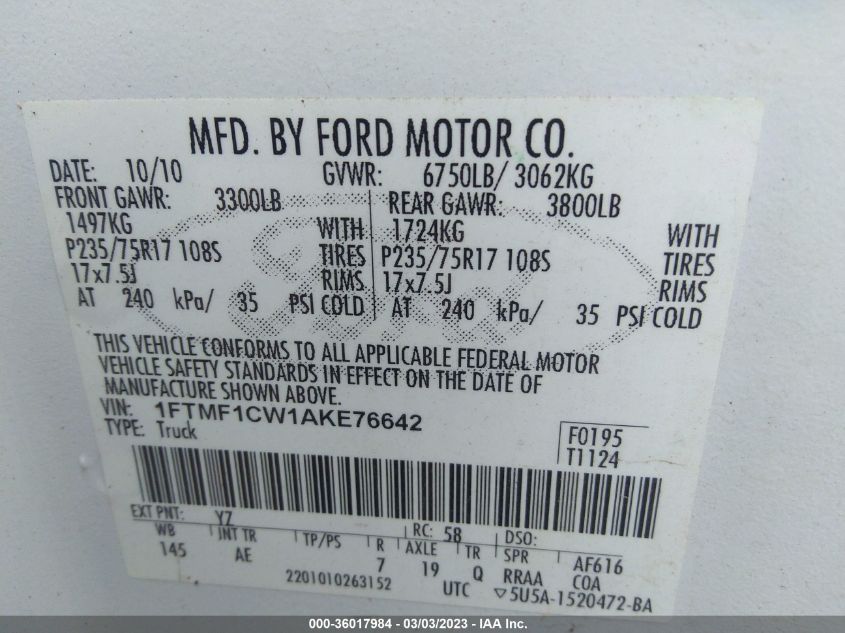 MFD. BY FORD MOTOR CO.
DATE: 10/10 GVWR: 6750LB/ 3062KG
FRONT GAWR: 3300LB REAR GAWR: 3800LB
1497KG WITH 1724KG WITH
P235/75R17 108S TIRES P235/75R17 108S TIRES
17x7.5J RIMS 17x7.5J RIMS
AT 240 kPa/ 35 PSI COLD AT 240 kPa/ 35 PSI COLD
THIS VEHICLE CONFORMS TO ALL APPLICABLE FEDERAL MOTOR
VEHICLE SAFETY STANDARDS IN EFFECT ON THE DATE OF
MANUFACTURE SHOWN ABOVE.
VIN: 1FTMF1CW1AKE76642 F0195
TYPE: Truck T1124
EXT PNT: YZ RC: 58 DSO:
WB INT TR TP/PS R AXLE TR SPR AF616
145 AE 7 19 Q RRAA COA
2201010263152 UTC ▽5U5A-1520472-BA
000-36017984 - 03/03/2023 - IAA Inc.